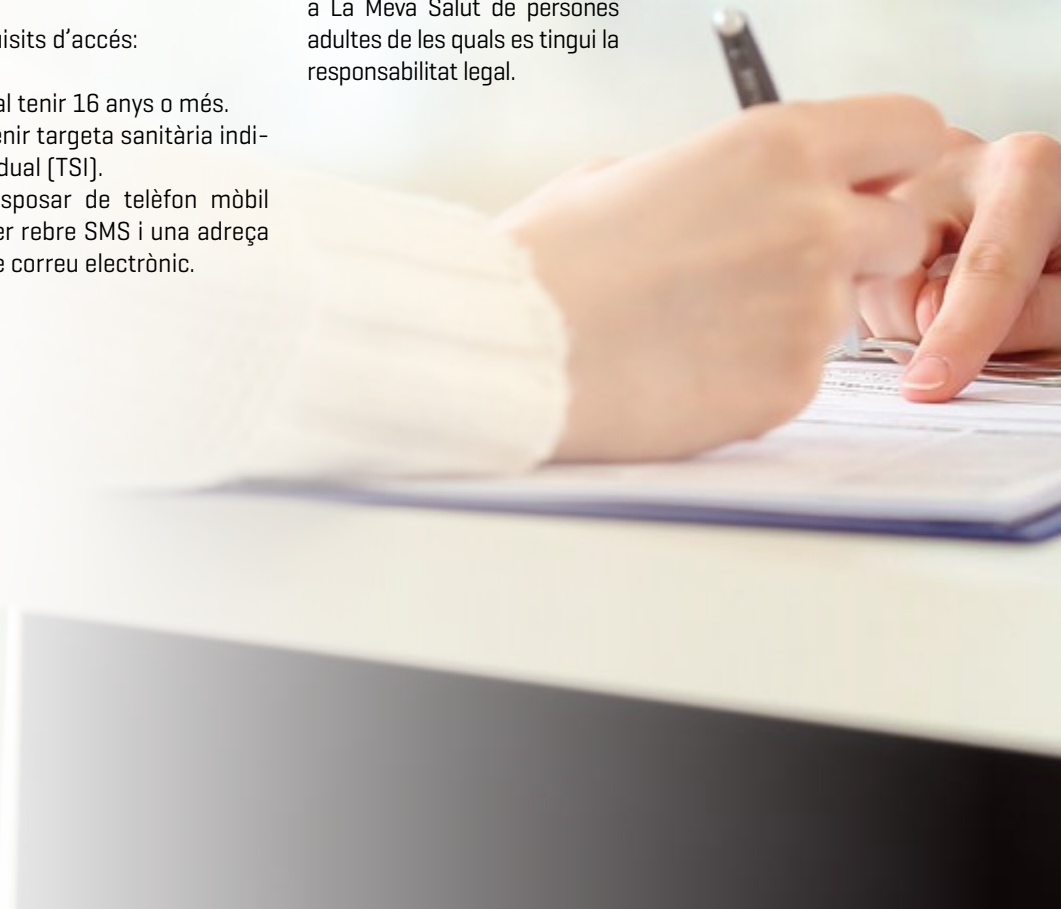 isits d’accés:
al tenir 16 anys o més.
enir targeta sanitària indi-
dual (TSI).
sposar de telèfon mòbil
er rebre SMS i una adreça
e correu electrònic.
a La Meva Salut de persones
adultes de les quals es tingui la
responsabilitat legal.